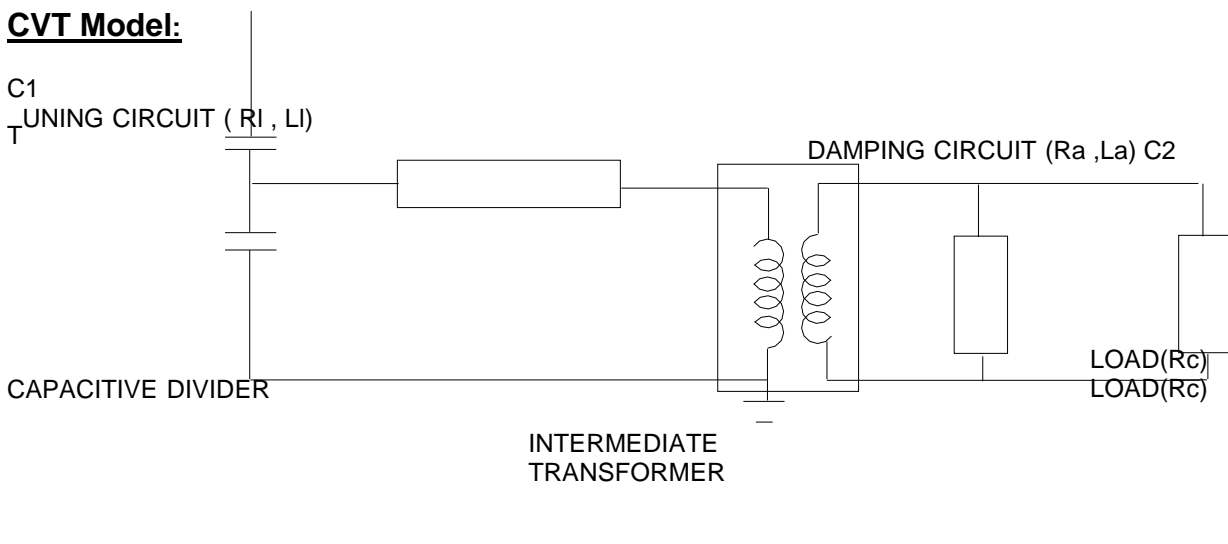 CVT Model:
C1
TUNING CIRCUIT ( Rl , Ll)
DAMPING CIRCUIT (Ra ,La) C2
LOAD(Rc)
CAPACITIVE DIVIDER
LOAD(Rc)
INTERMEDIATE
TRANSFORMER